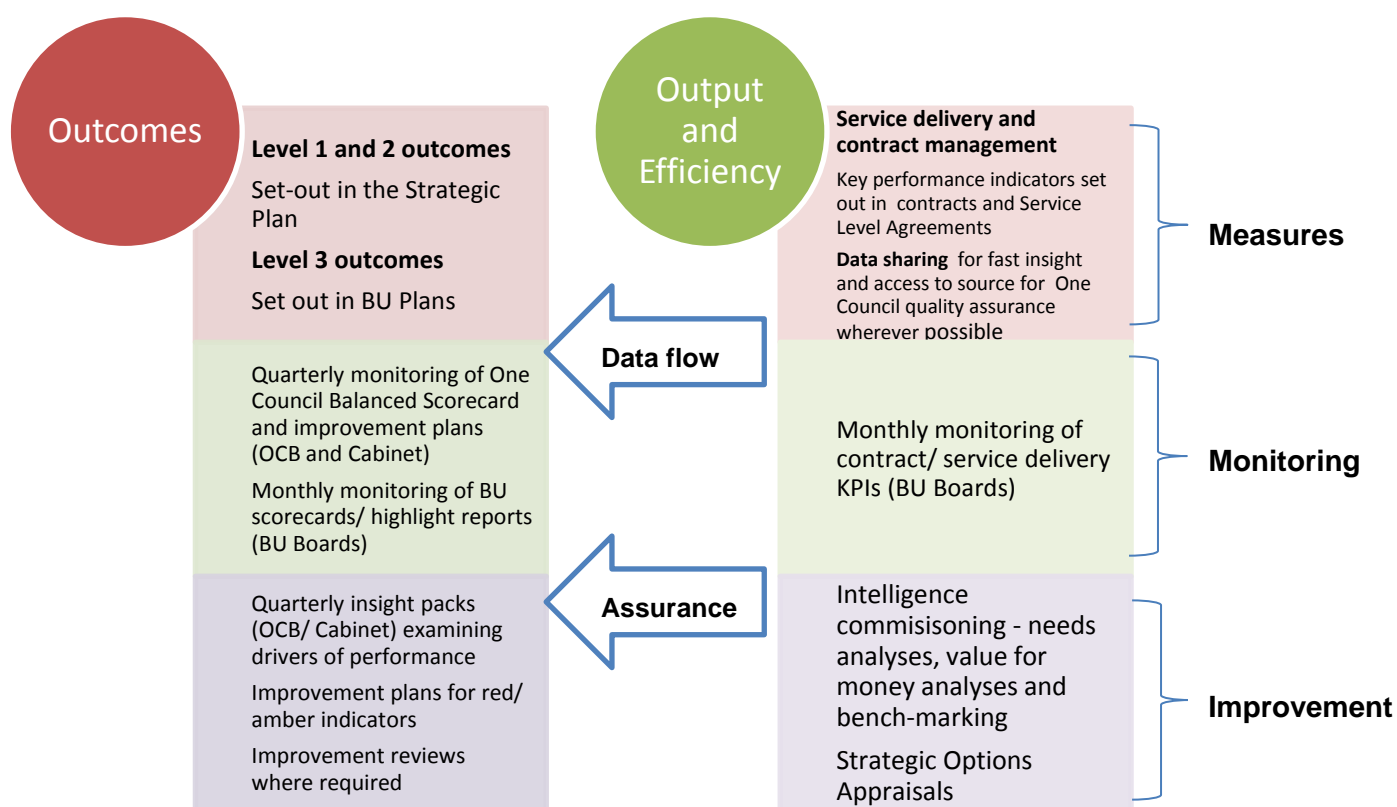 Outcomes
Level 1 and 2 outcomes
Set-out in the Strategic
Plan
Level 3 outcomes
Set out in BU Plans
Quarterly monitoring of One
Council Balanced Scorecard
and improvement plans
(OCB and Cabinet)
Monthly monitoring of BU
scorecards/ highlight reports
(BU Boards)
Quarterly insight packs
(OCB/ Cabinet) examining
drivers of performance
Improvement plans for red/
amber indicators
Improvement reviews
where required
Data flow
Assurance
Output
and
Efficiency
Service delivery and
contract management
Key performance indicators set
out in contracts and Service
Level Agreements
Data sharing for fast insight
and access to source for One
Council quality assurance
wherever possible
Monthly monitoring of
contract/ service delivery
KPIs (BU Boards)
Intelligence
commisisoning - needs
analyses, value for
money analyses and
bench-marking
Strategic Options
Appraisals
Measures
Monitoring
Improvement